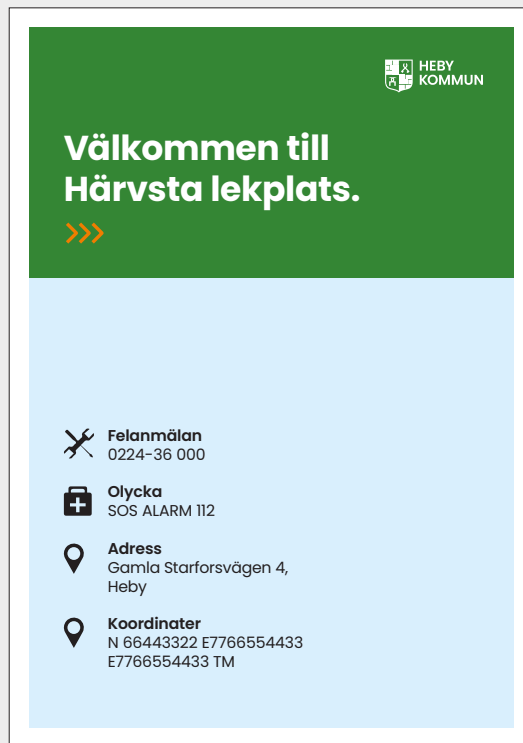 HEBY
KOMMUN
Välkommen till
Härvsta lekplats.
Felanmälan
0224-36 000
Olycka
SOS ALARM 112
Adress
Gamla Starforsvägen 4,
Heby
Koordinater
N 66443322 E7766554433
E7766554433 TM